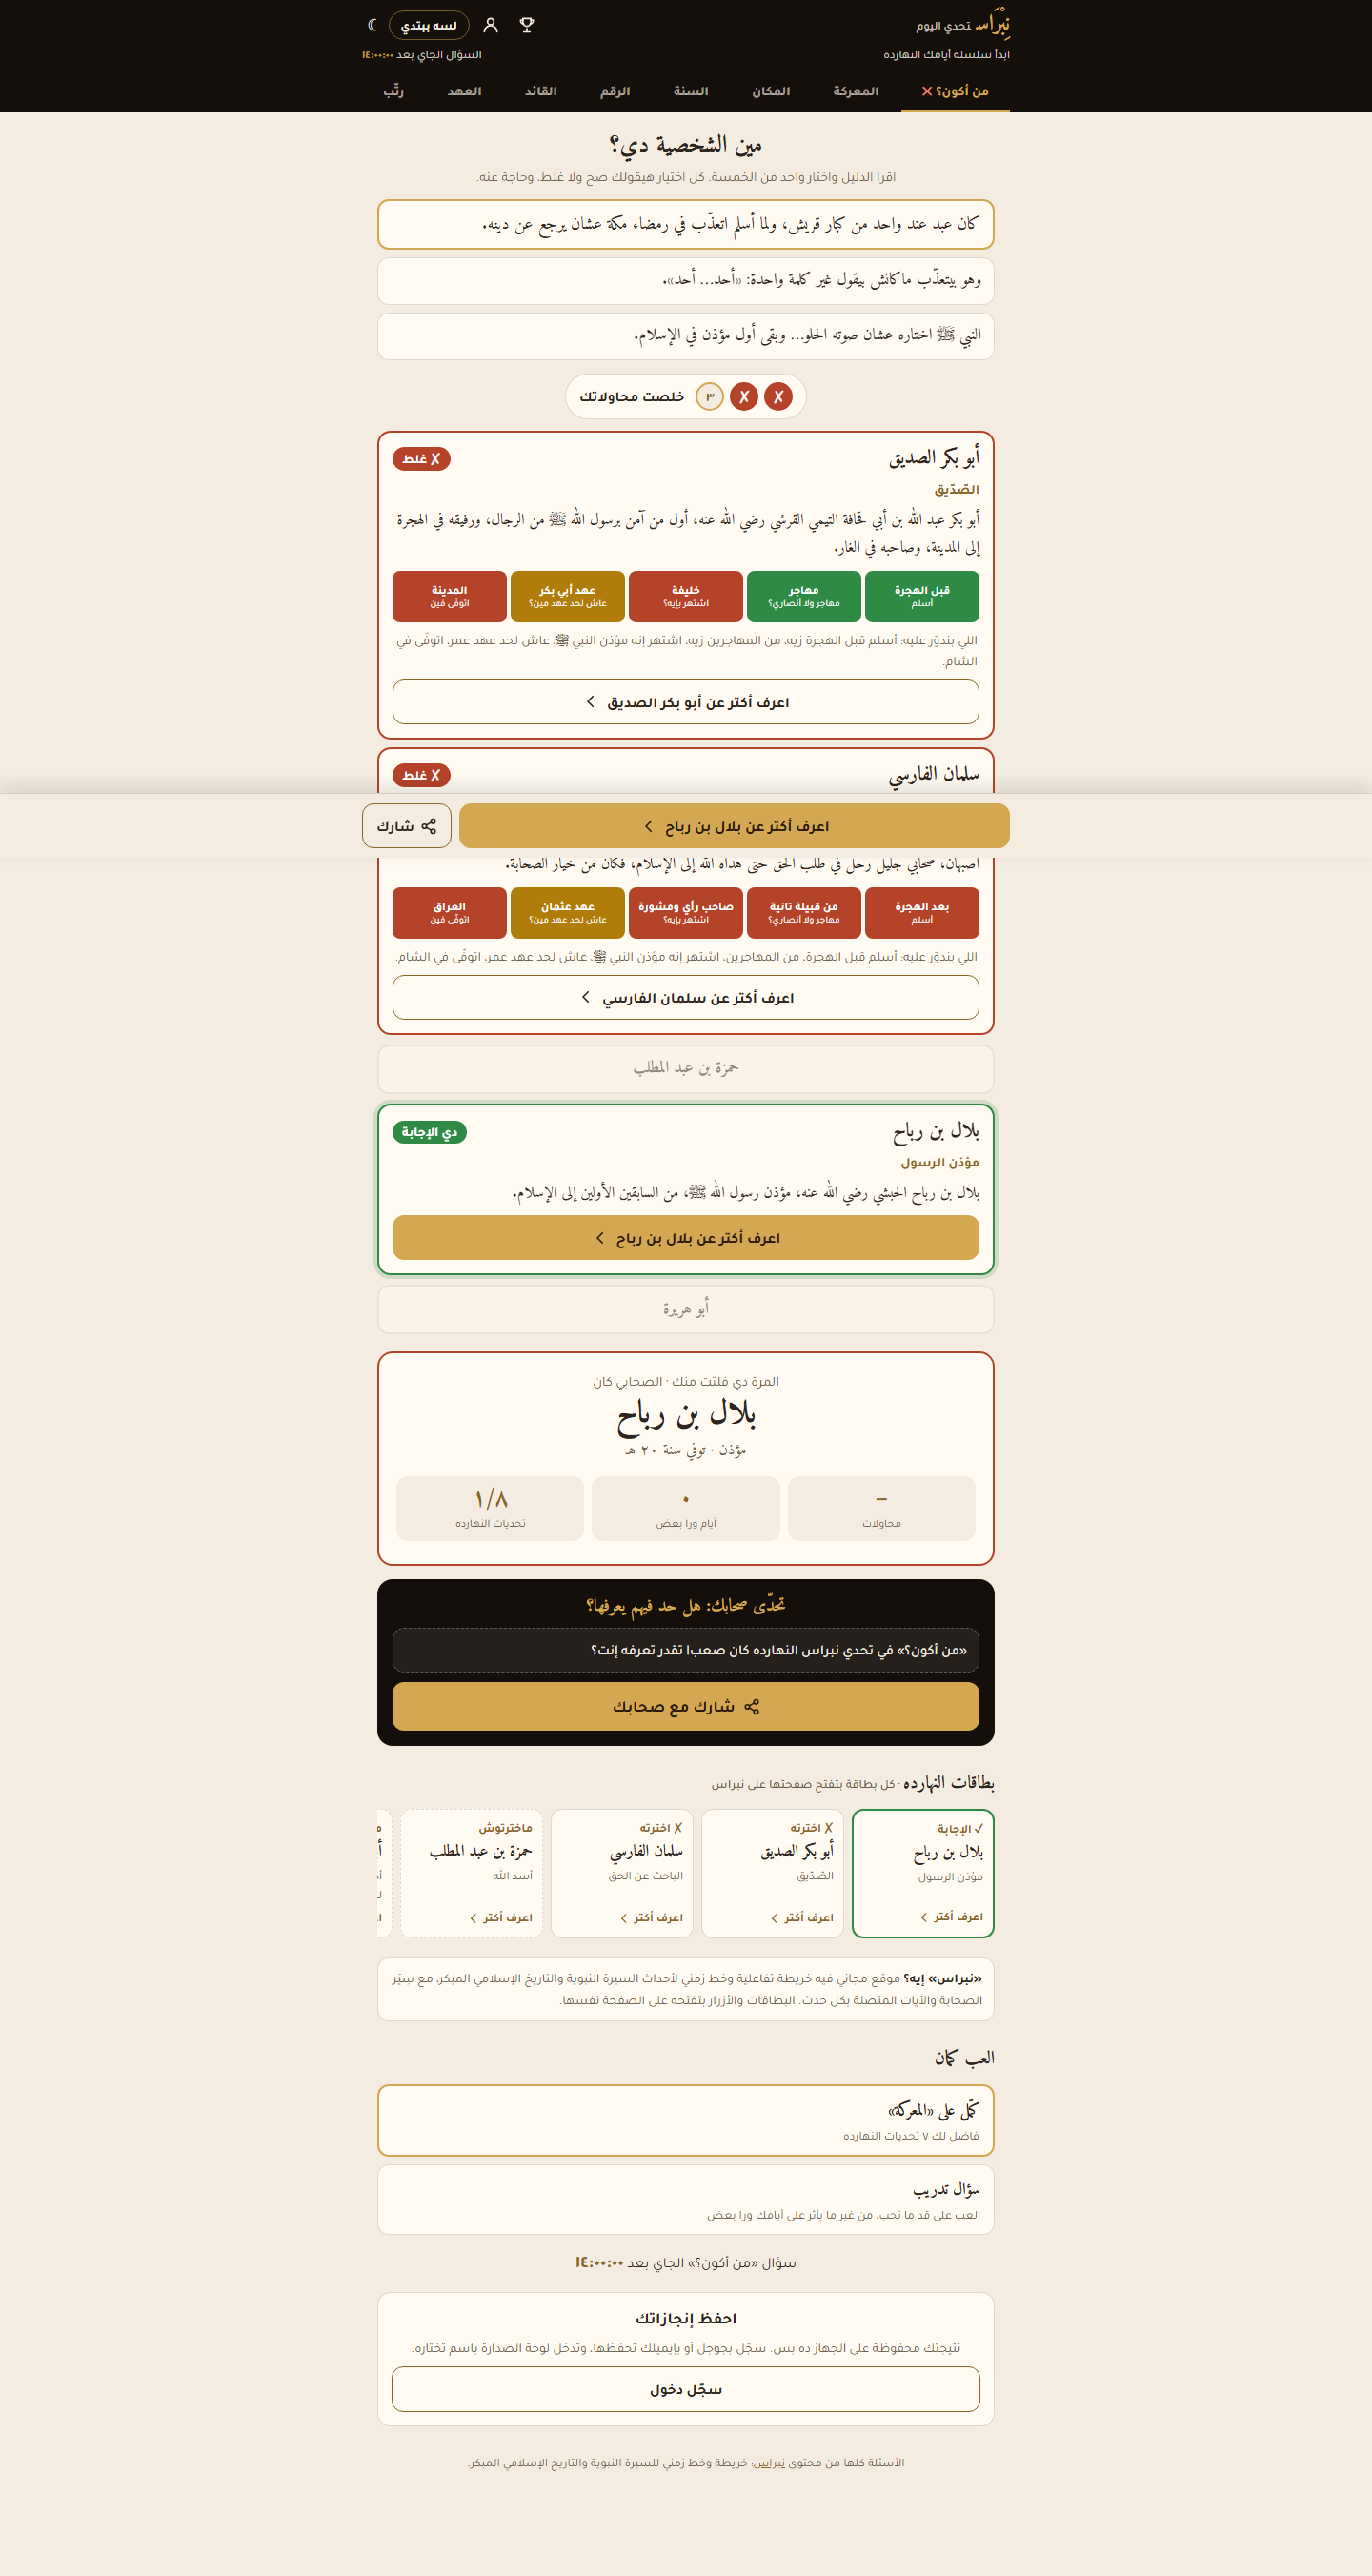 نِبْرَاس تحدي اليوم
لسه ببتدي
ابدأ سلسلة أيامك النهارده
السؤال الجاي بعد ١٤:٠٠:٠٠
من أكون؟ ✕
المعركة
المكان
السنة
الرقم
القائد
العهد
رتّب
مين الشخصية دي؟
اقرا الدليل واختار واحد من الخمسة. كل اختيار هيقولك صح ولا غلط، وحاجة عنه.
كان عبد عند واحد من كبار قريش، ولما أسلم اتعذّب في رمضاء مكة عشان يرجع عن دينه.
وهو بيتعذّب ماكانش بيقول غير كلمة واحدة: «أحد… أحد».
النبي ﷺ اختاره عشان صوته الحلو… وبقى أول مؤذن في الإسلام.
✗ ✗ ٣ خلصت محاولاتك
أبو بكر الصديق
✗ غلط
الصّدّيق
أبو بكر عبد الله بن أبي قحافة التيمي القرشي رضي الله عنه، أول من آمن برسول الله ﷺ من الرجال، ورفيقه في الهجرة
إلى المدينة، وصاحبه في الغار.
قبل الهجرة
أسلم
مهاجر
مهاجر ولا أنصاري؟
خليفة
اشتهر بإيه؟
عهد أبي بكر
عاش لحد عهد مين؟
المدينة
اتوفّى فين
اللي بندوّر عليه: أسلم قبل الهجرة زيه، من المهاجرين زيه، اشتهر إنه مؤذن النبي ﷺ، عاش لحد عهد عمر، اتوفّى في
الشام.
اعرف أكتر عن أبو بكر الصديق
سلمان الفارسي
✗ غلط
اعرف أكتر عن بلال بن رباح
شارك
أصبهان، صحابي جليل رحل في طلب الحق حتى هداه الله إلى الإسلام، فكان من خيار الصحابة.
بعد الهجرة
أسلم
من قبيلة تانية
مهاجر ولا أنصاري؟
صاحب رأي ومشورة
اشتهر بإيه؟
عهد عثمان
عاش لحد عهد مين؟
العراق
اتوفّى فين
اللي بندوّر عليه: أسلم قبل الهجرة، من المهاجرين، اشتهر إنه مؤذن النبي ﷺ، عاش لحد عهد عمر، اتوفّى في الشام.
اعرف أكتر عن سلمان الفارسي
حمزة بن عبد المطلب
بلال بن رباح
دي الإجابة
مؤذن الرسول
بلال بن رباح الحبشي رضي الله عنه، مؤذن رسول الله ﷺ، من السابقين الأولين إلى الإسلام.
اعرف أكتر عن بلال بن رباح
أبو هريرة
المرة دي فلتت منك · الصحابي كان
بلال بن رباح
مؤذن · توفي سنة ٢٠ هـ
–
محاولات
٠
أيام ورا بعض
١/٨
تحديات النهارده
تحدّى صحابك: هل حد فيهم يعرفها؟
«من أكون؟» في تحدي نبراس النهارده كان صعب! تقدر تعرفه إنت؟
شارك مع صحابك
بطاقات النهارده · كل بطاقة بتفتح صفحتها على نبراس
✓ الإجابة
بلال بن رباح
مؤذن الرسول
اعرف أكتر
✗ اخترته
أبو بكر الصديق
الصّدّيق
اعرف أكتر
✗ اخترته
سلمان الفارسي
الباحث عن الحق
اعرف أكتر
ماخترتوش
حمزة بن عبد المطلب
أسد الله
اعرف أكتر
«نبراس» إيه؟ موقع مجاني فيه خريطة تفاعلية وخط زمني لأحداث السيرة النبوية والتاريخ الإسلامي المبكر، مع سِيَر
الصحابة والآيات المتصلة بكل حدث. البطاقات والأزرار بتفتحه على الصفحة نفسها.
العب كمان
كمّل على «المعركة»
فاضل لك ٧ تحديات النهارده
سؤال تدريب
العب على قد ما تحب، من غير ما يأثر على أيامك ورا بعض
سؤال «من أكون؟» الجاي بعد ١٤:٠٠:٠٠
احفظ إنجازاتك
نتيجتك محفوظة على الجهاز ده بس. سجّل بجوجل أو بإيميلك تحفظها، وتدخل لوحة الصدارة باسم تختاره.
سجّل دخول
الأسئلة كلها من محتوى نبراس: خريطة وخط زمني للسيرة النبوية والتاريخ الإسلامي المبكر.